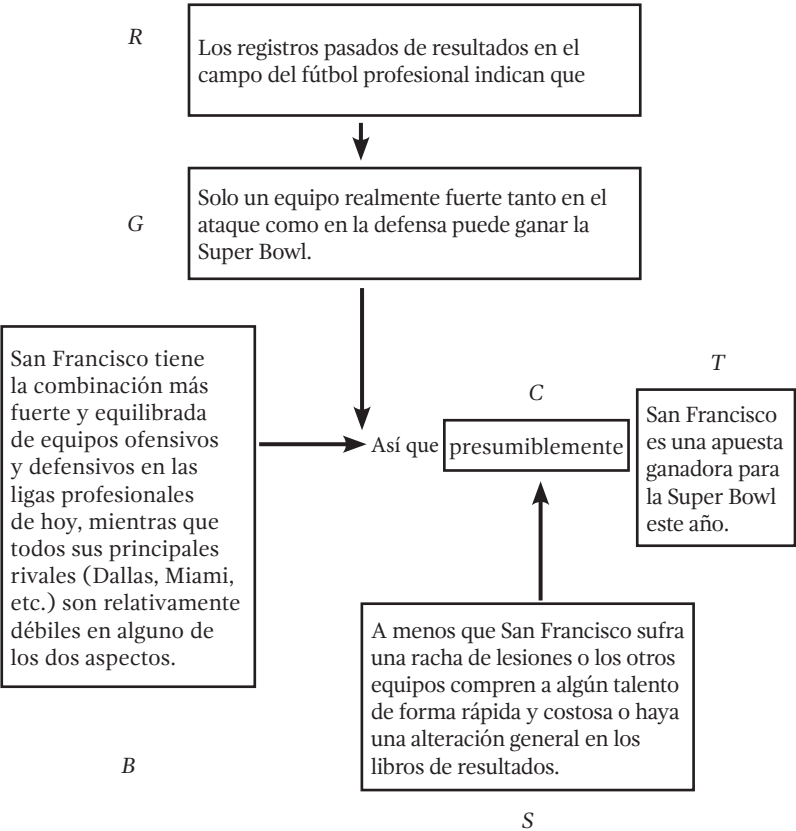 R
Los registros pasados de resultados en el
campo del fútbol profesional indican que
G
Solo un equipo realmente fuerte tanto en el
ataque como en la defensa puede ganar la
Super Bowl.
San Francisco tiene
la combinación más
fuerte y equilibrada
de equipos ofensivos
y defensivos en las
ligas profesionales
de hoy, mientras que
todos sus principales
rivales (Dallas, Miami,
etc.) son relativamente
débiles en alguno de
los dos aspectos.
B
Así que
C
presumiblemente
T
San Francisco
es una apuesta
ganadora para
la Super Bowl
este año.
A menos que San Francisco sufra
una racha de lesiones o los otros
equipos compren a algún talento
de forma rápida y costosa o haya
una alteración general en los
libros de resultados.
S